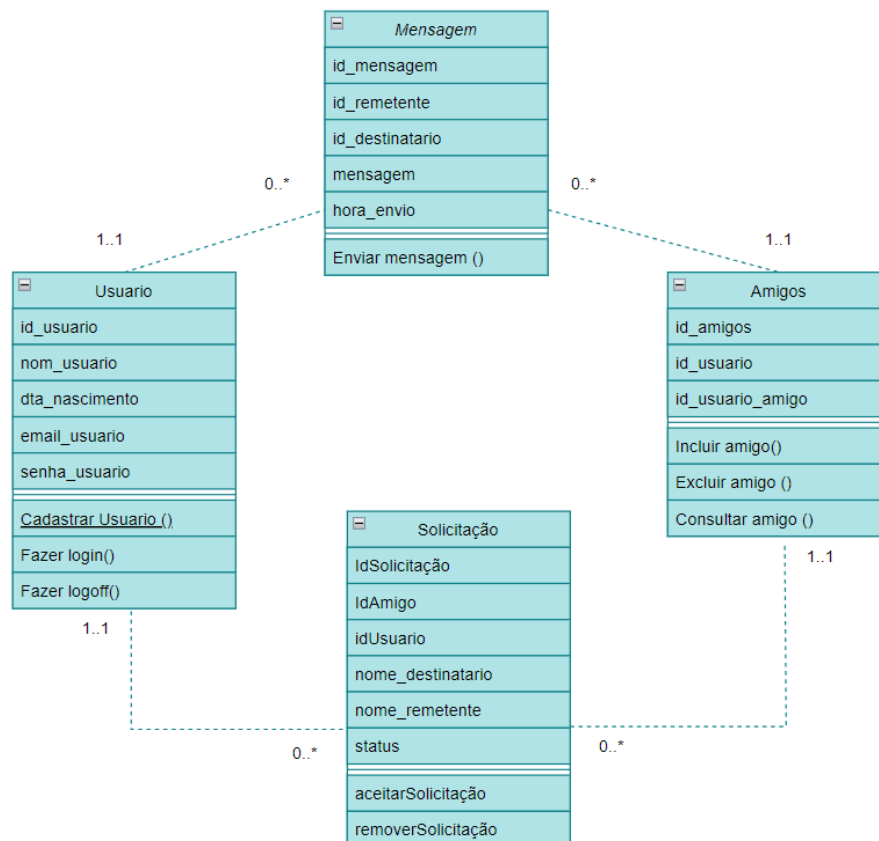 Mensagem
id_mensagem
id_remetente
id_destinatario
mensagem
hora_envio
Enviar mensagem ()
0..*
0..*
1..1
1..1
Usuario
id_usuario
nom_usuario
dta_nascimento
email_usuario
senha_usuario
Cadastrar Usuario ()
Fazer login()
Fazer logoff()
Amigos
id_amigos
id_usuario
id_usuario_amigo
Incluir amigo()
Excluir amigo ()
Consultar amigo ()
1..1
1..1
Solicitação
IdSolicitação
IdAmigo
idUsuario
nome_destinatario
nome_remetente
status
aceitarSolicitação
removerSolicitação
0..*
0..*